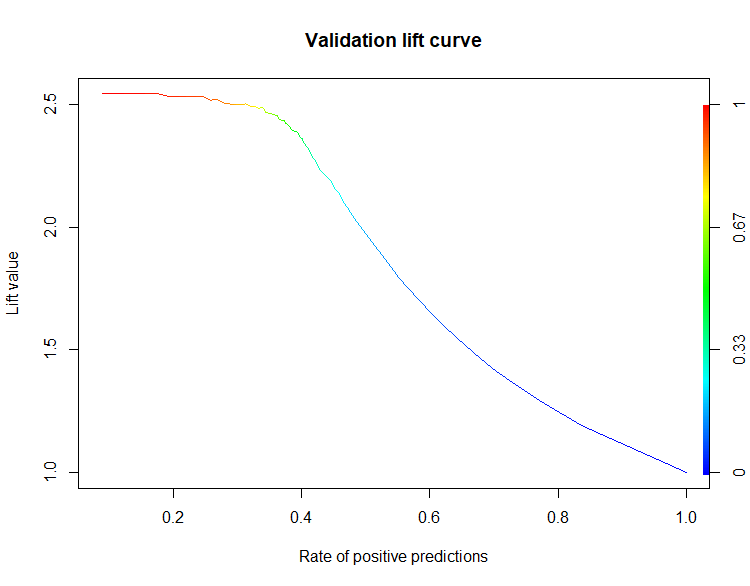 Validation lift curve
Lift value
2.5
2.0
1.5
1.0
0.2 0.4 0.6 0.8 1.0
Rate of positive predictions
1
0.67
0.33
0